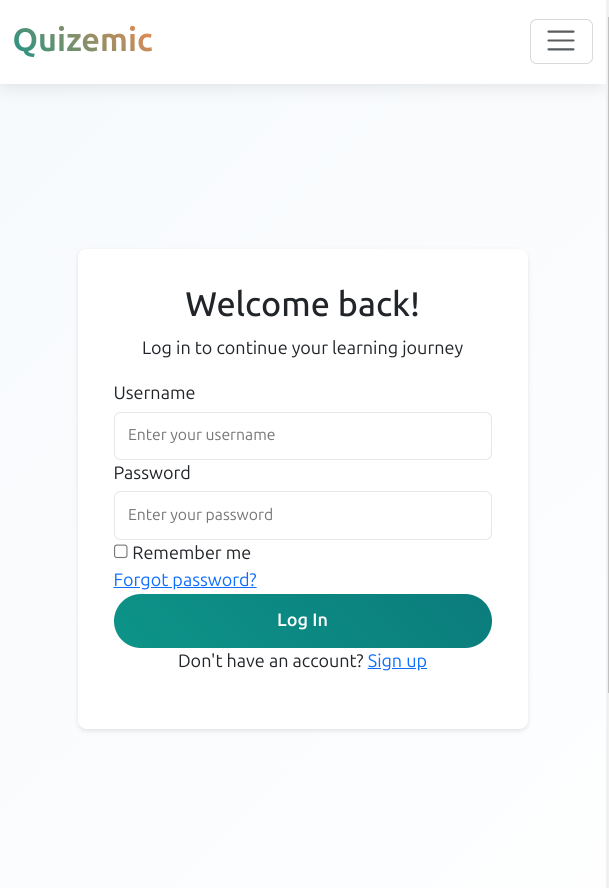 Quizemic
Welcome back!
Log in to continue your learning journey
Username
Enter your username
Password
Enter your password
Remember me
Forgot password?
Log In
Don't have an account? Sign up